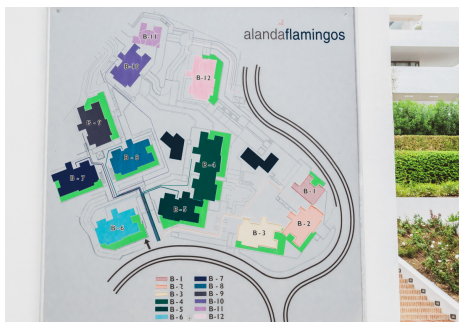 alandaflamingos
B-11
B-10
B-12
B-9
B-8
B-7
B-4
B-1
B-5
B-6
B-3
B-2
B-1 B-7
B-2 B-8
B-3 B-9
B-4 B-10
B-5 B-11
B-6 B-12